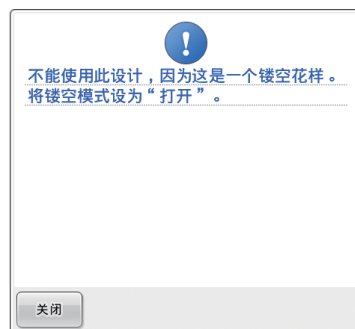 不能使用此设计，因为这是一个镂空花样。
将镂空模式设为“打开”。
关闭